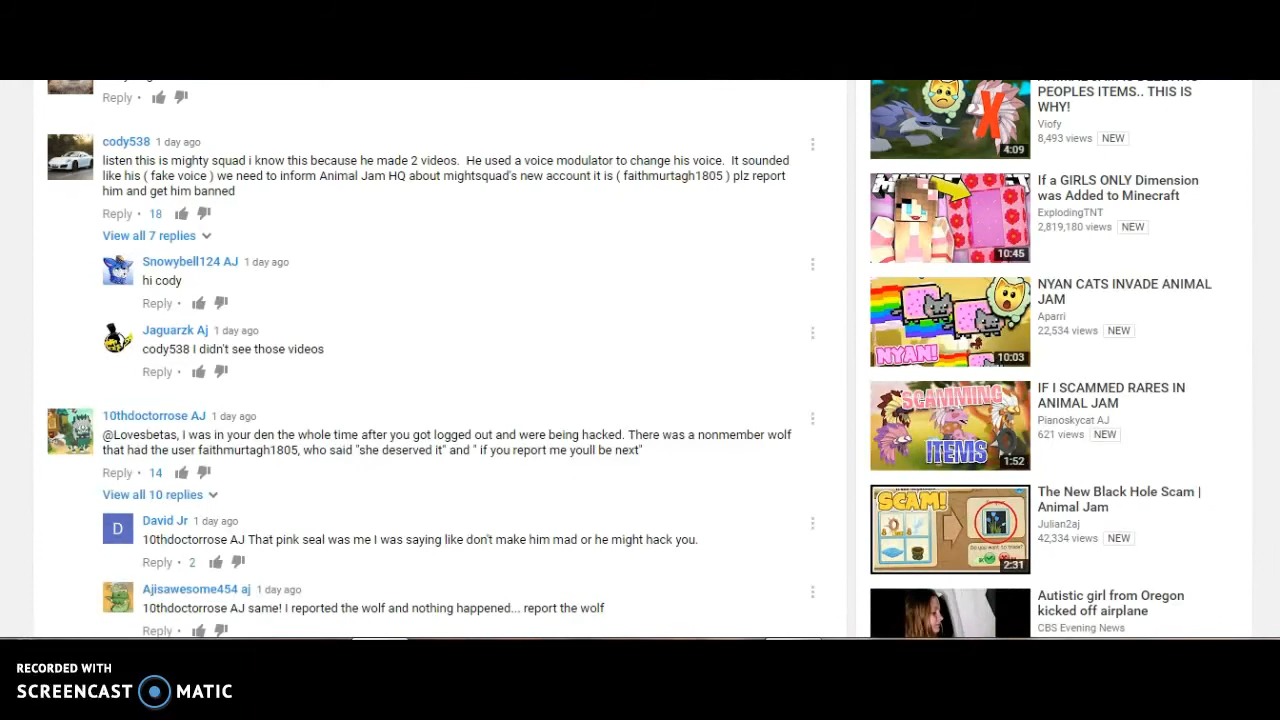 Reply
cody538 1 day ago
listen this is mighty squad i know this because he made 2 videos. He used a voice modulator to change his voice. It sounded
like his ( fake voice ) we need to inform Animal Jam HQ about mightsquad's new account it is ( faithmurtagh1805 ) plz report
him and get him banned
Reply 18
View all 7 replies
Snowybell124 AJ 1 day ago
hi cody
Reply
Jaguarzk Aj 1 day ago
cody538 I didn't see those videos
Reply
10thdoctorrose AJ 1 day ago
@Lovesbetas, I was in your den the whole time after you got logged out and were being hacked. There was a nonmember wolf
that had the user faithmurtagh1805, who said "she deserved it" and " if you report me youll be next"
Reply 14
View all 10 replies
D
David Jr 1 day ago
10thdoctorrose AJ That pink seal was me I was saying like don't make him mad or he might hack you.
Reply 2
Ajisawesome454 aj 1 day ago
10thdoctorrose AJ same! I reported the wolf and nothing happened... report the wolf
Reply
PEOPLES ITEMS.. THIS IS
WHY!
Viofy
8,493 views NEW
X
4:09
If a GIRLS ONLY Dimension
was Added to Minecraft
ExplodingTNT
2,819,180 views NEW
10:45
NYAN CATS INVADE ANIMAL
JAM
Aparri
22,534 views NEW
NYAN!
10:03
IF I SCAMMED RARES IN
ANIMAL JAM
Pianoskycat AJ
621 views NEW
SCAMMING
ITEMS
1:52
The New Black Hole Scam |
Animal Jam
Julian2aj
42,334 views NEW
SCAM!
Do you want to trade?
2:31
Autistic girl from Oregon
kicked off airplane
CBS Evening News
RECORDED WITH
SCREENCAST MATIC